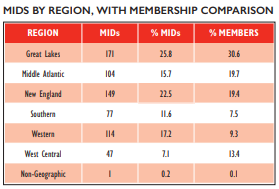 MIDS BY REGION, WITH MEMBERSHIP COMPARISON
REGION MIDs % MIDs % MEMBERS
Great Lakes 171 25.8 30.6
Middle Atlantic 104 15.7 19.7
New England 149 22.5 19.4
Southern 77 11.6 7.5
Western 114 17.2 9.3
West Central 47 7.1 13.4
Non-Geographic 1 0.2 0.1